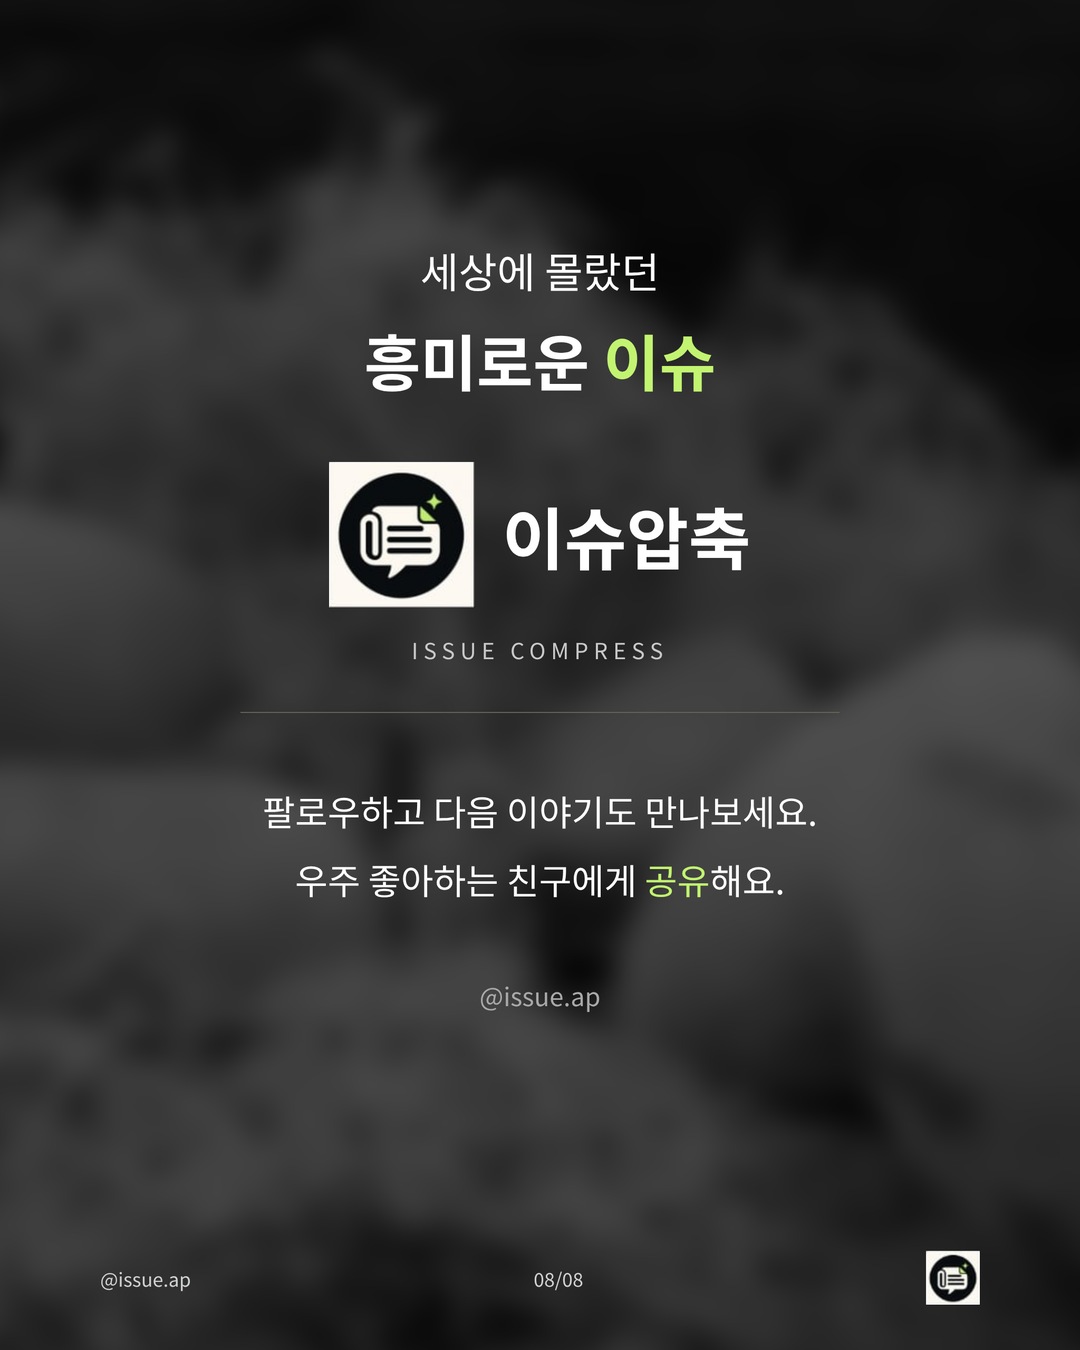 세상에 몰랐던
흥미로운 이슈
이슈압축
ISSUE COMPRESS
팔로우하고 다음 이야기도 만나보세요.
우주 좋아하는 친구에게 공유해요.
@issue.ap
@issue.ap
08/08